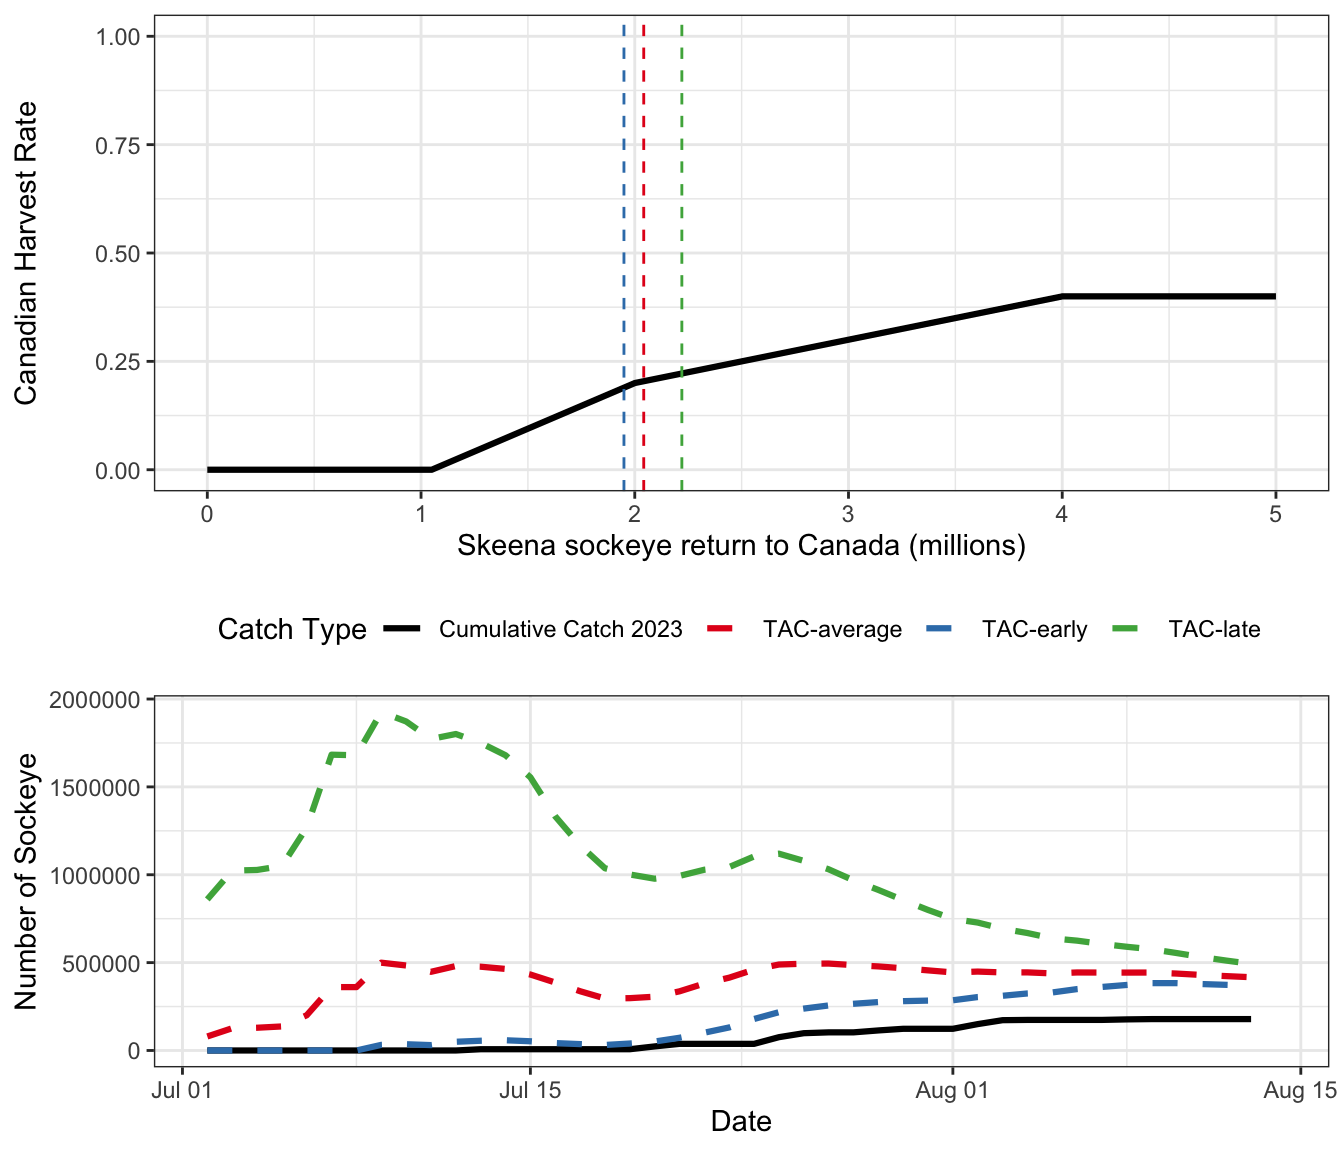 Canadian Harvest Rate
1.00
0.75
0.50
0.25
0.00
0 1 2 3 4 5
Skeena sockeye return to Canada (millions)
Catch Type Cumulative Catch 2023 TAC-average TAC-early TAC-late
Number of Sockeye
2000000
1500000
1000000
500000
0
Jul 01 Jul 15 Aug 01 Aug 15
Date